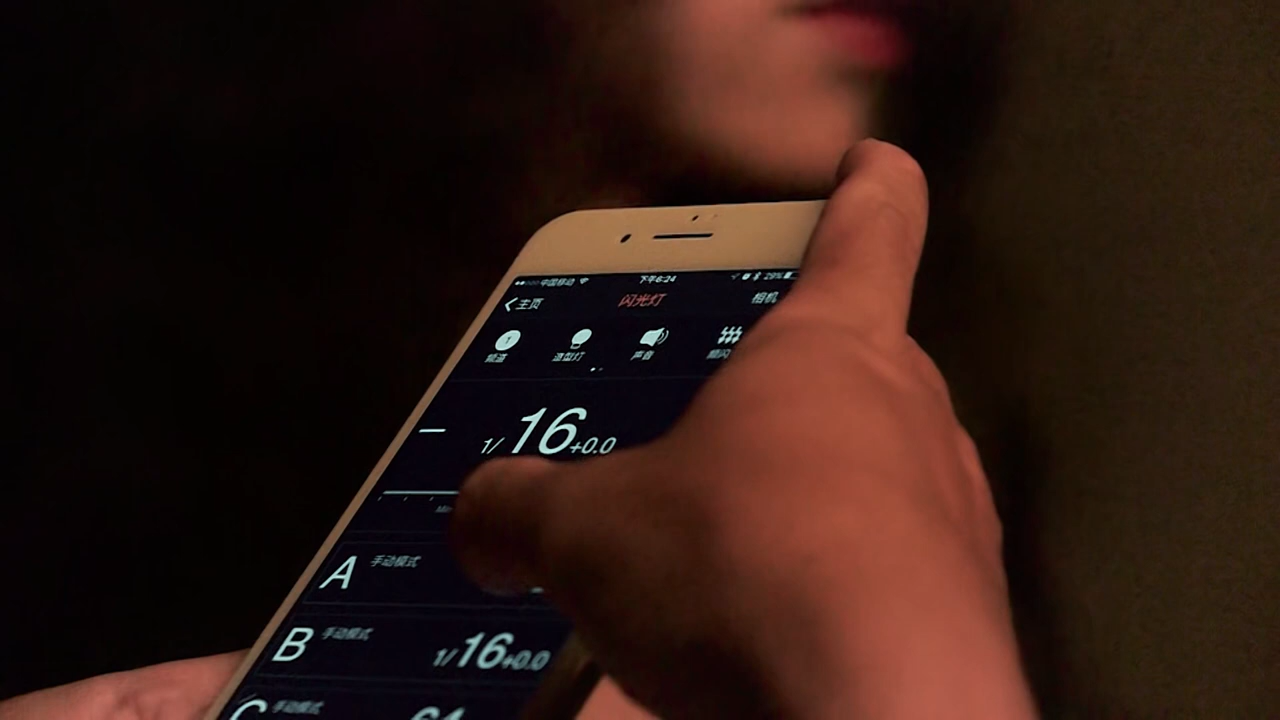 中国移动 下午6:24 29%
主页 闪光灯 相机
频道 造型灯 声音 频闪
1/16+0.0
Min
A 手动模式
B 手动模式 1/16+0.0
C 手动模式